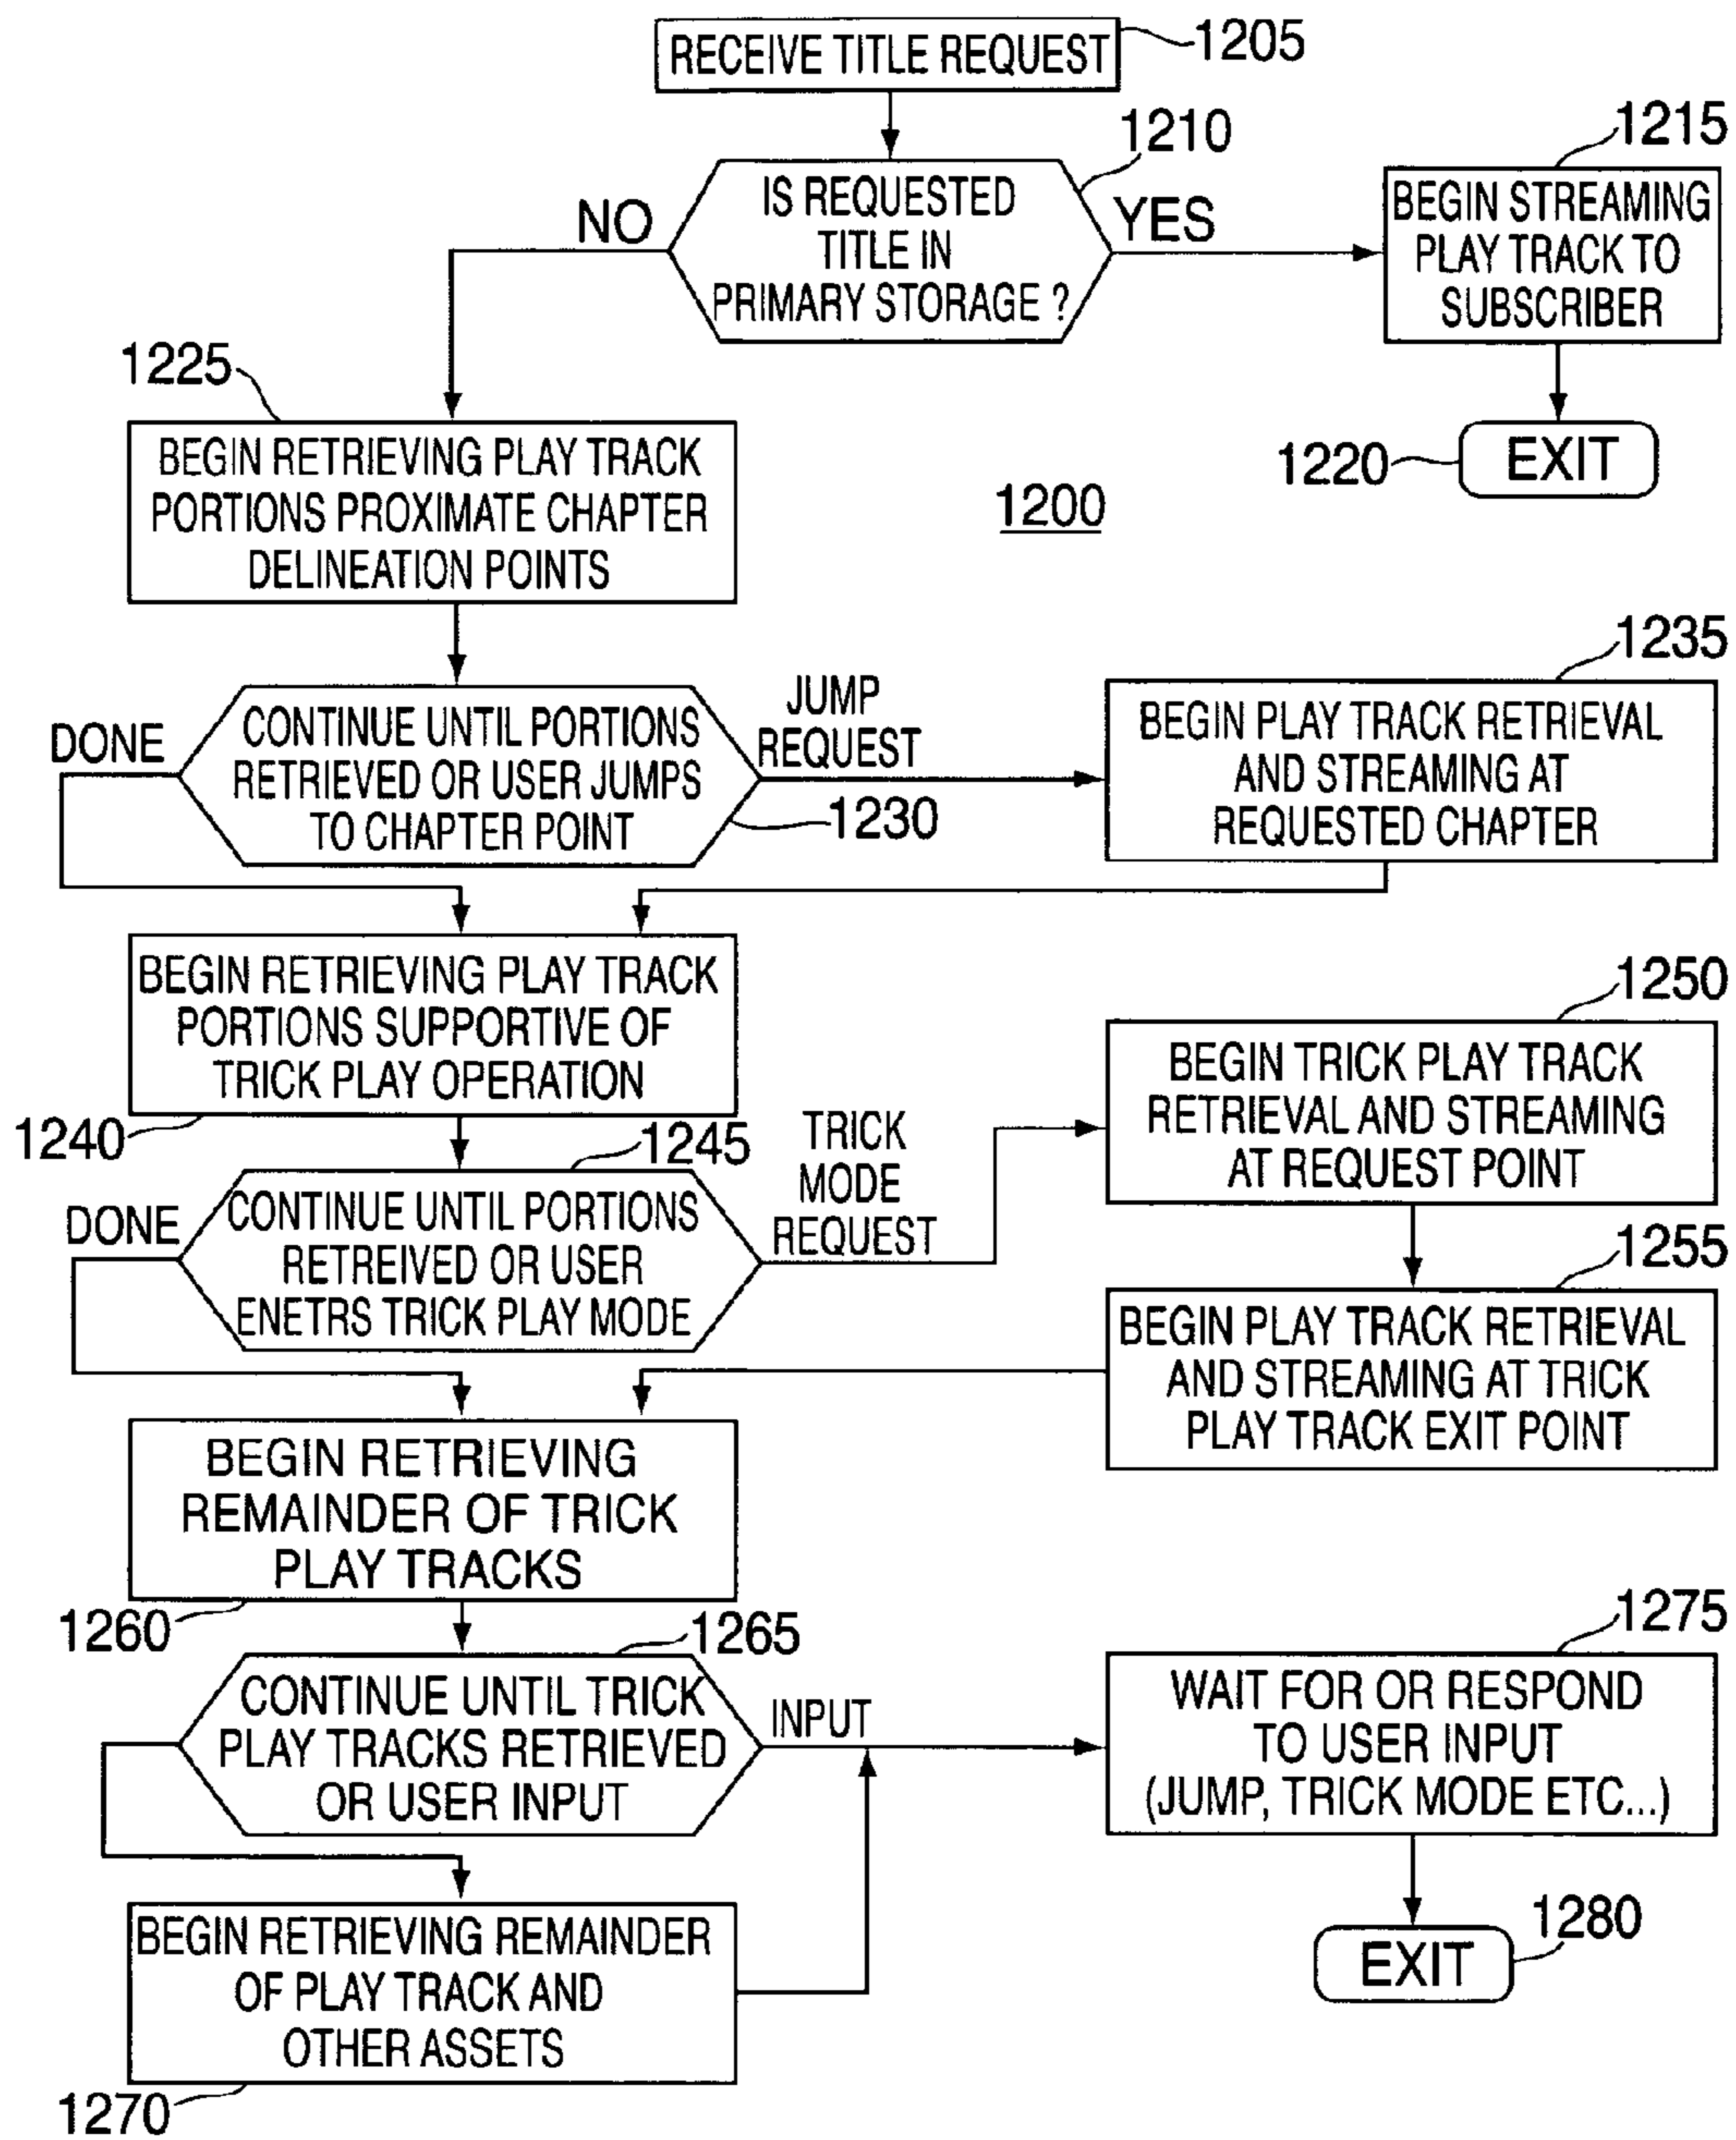 RECEIVE TITLE REQUEST
1205
1210
IS REQUESTED
TITLE IN
PRIMARY STORAGE ?
NO
YES
1215
BEGIN STREAMING
PLAY TRACK TO
SUBSCRIBER
1220
EXIT
1200
1225
BEGIN RETRIEVING PLAY TRACK
PORTIONS PROXIMATE CHAPTER
DELINEATION POINTS
DONE
CONTINUE UNTIL PORTIONS
RETRIEVED OR USER JUMPS
TO CHAPTER POINT
JUMP
REQUEST
1230
1235
BEGIN PLAY TRACK RETRIEVAL
AND STREAMING AT
REQUESTED CHAPTER
BEGIN RETRIEVING PLAY TRACK
PORTIONS SUPPORTIVE OF
TRICK PLAY OPERATION
1240
1245
DONE
CONTINUE UNTIL PORTIONS
RETREIVED OR USER
ENETRS TRICK PLAY MODE
TRICK
MODE
REQUEST
1250
BEGIN TRICK PLAY TRACK
RETRIEVAL AND STREAMING
AT REQUEST POINT
1255
BEGIN PLAY TRACK RETRIEVAL
AND STREAMING AT TRICK
PLAY TRACK EXIT POINT
BEGIN RETRIEVING
REMAINDER OF TRICK
PLAY TRACKS
1260
1265
CONTINUE UNTIL TRICK
PLAY TRACKS RETRIEVED
OR USER INPUT
INPUT
1275
WAIT FOR OR RESPOND
TO USER INPUT
(JUMP, TRICK MODE ETC...)
BEGIN RETRIEVING REMAINDER
OF PLAY TRACK AND
OTHER ASSETS
1270
1280
EXIT